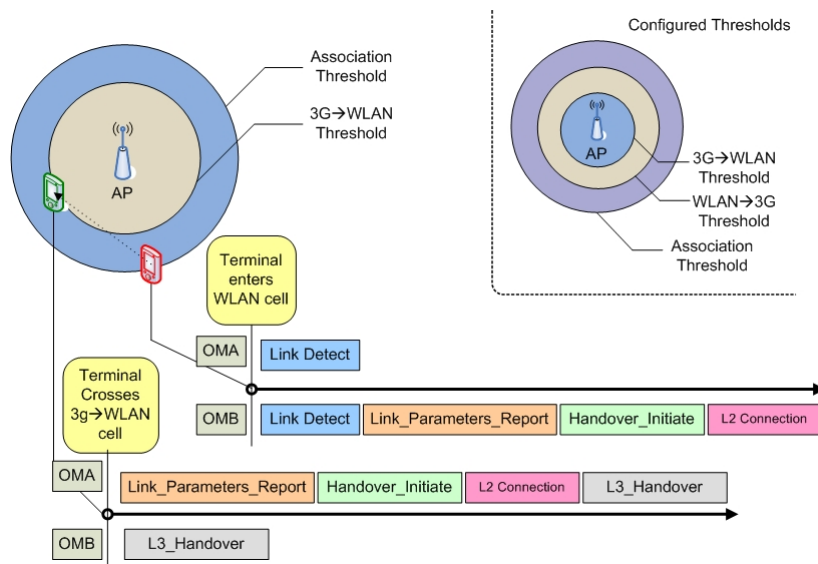 Configured Thresholds
Association
Threshold
3G→WLAN
Threshold
AP
AP
3G→WLAN
Threshold
WLAN→3G
Threshold
Association
Threshold
Terminal
enters
WLAN cell
OMA
Link Detect
OMB
Link Detect
Link_Parameters_Report
Handover_Initiate
L2 Connection
Terminal
Crosses
3g→WLAN
cell
OMA
Link_Parameters_Report
Handover_Initiate
L2 Connection
L3_Handover
OMB
L3_Handover